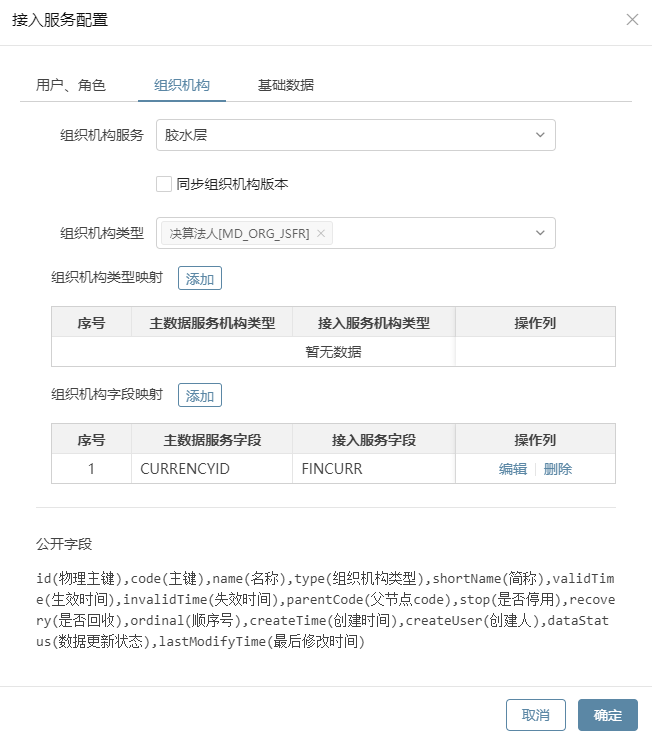 接入服务配置
用户、角色 组织机构 基础数据
组织机构服务 胶水层
同步组织机构版本
组织机构类型 决算法人[MD_ORG_JSFR]
组织机构类型映射 添加
序号 主数据服务机构类型 接入服务机构类型 操作列
暂无数据
组织机构字段映射 添加
序号 主数据服务字段 接入服务字段 操作列
1 CURRENCYID FINCURR 编辑 删除
公开字段
id(物理主键),code(主键),name(名称),type(组织机构类型),shortName(简称),validTim
e(生效时间),invalidTime(失效时间),parentCode(父节点code),stop(是否停用),recove
ry(是否回收),ordinal(顺序号),createTime(创建时间),createUser(创建人),dataStat
us(数据更新状态),lastModifyTime(最后修改时间)
取消 确定